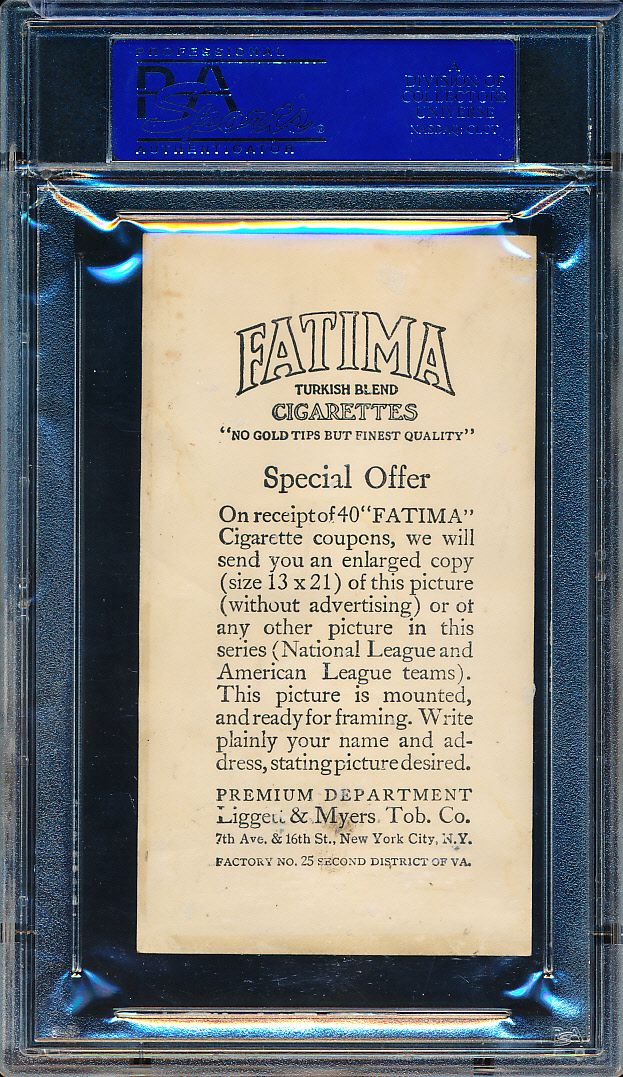 PROFESSIONAL
PSA
Sports®
AUTHENTICATOR
A
DIVISION OF
COLLECTORS
UNIVERSE
NASDAQ: CLCT
FATIMA
TURKISH BLEND
CIGARETTES
"NO GOLD TIPS BUT FINEST QUALITY"
Special Offer
On receipt of 40 "FATIMA"
Cigarette coupons, we will
send you an enlarged copy
(size 13 x 21) of this picture
(without advertising) or of
any other picture in this
series (National League and
American League teams).
This picture is mounted,
and ready for framing. Write
plainly your name and ad-
dress, stating picture desired.
PREMIUM DEPARTMENT
Liggett & Myers Tob. Co.
7th Ave. & 16th St., New York City, N.Y.
FACTORY NO. 25 SECOND DISTRICT OF VA.
PSA